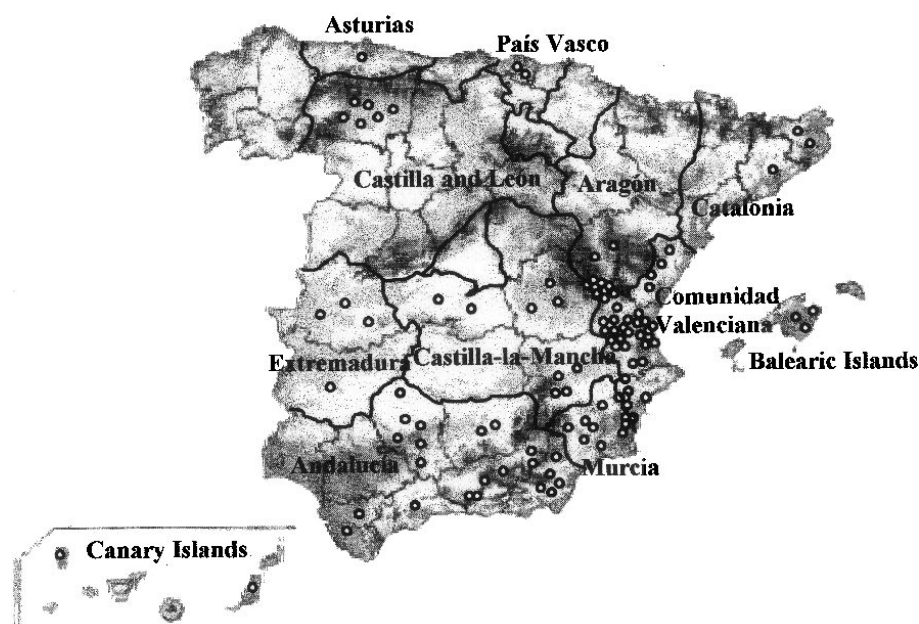 Asturias
País Vasco
Castilla and León
Aragón
Catalonia
Comunidad
Valenciana
Extremadura
Castilla-la-Mancha
Balearic Islands
Andalucía
Murcia
Canary Islands